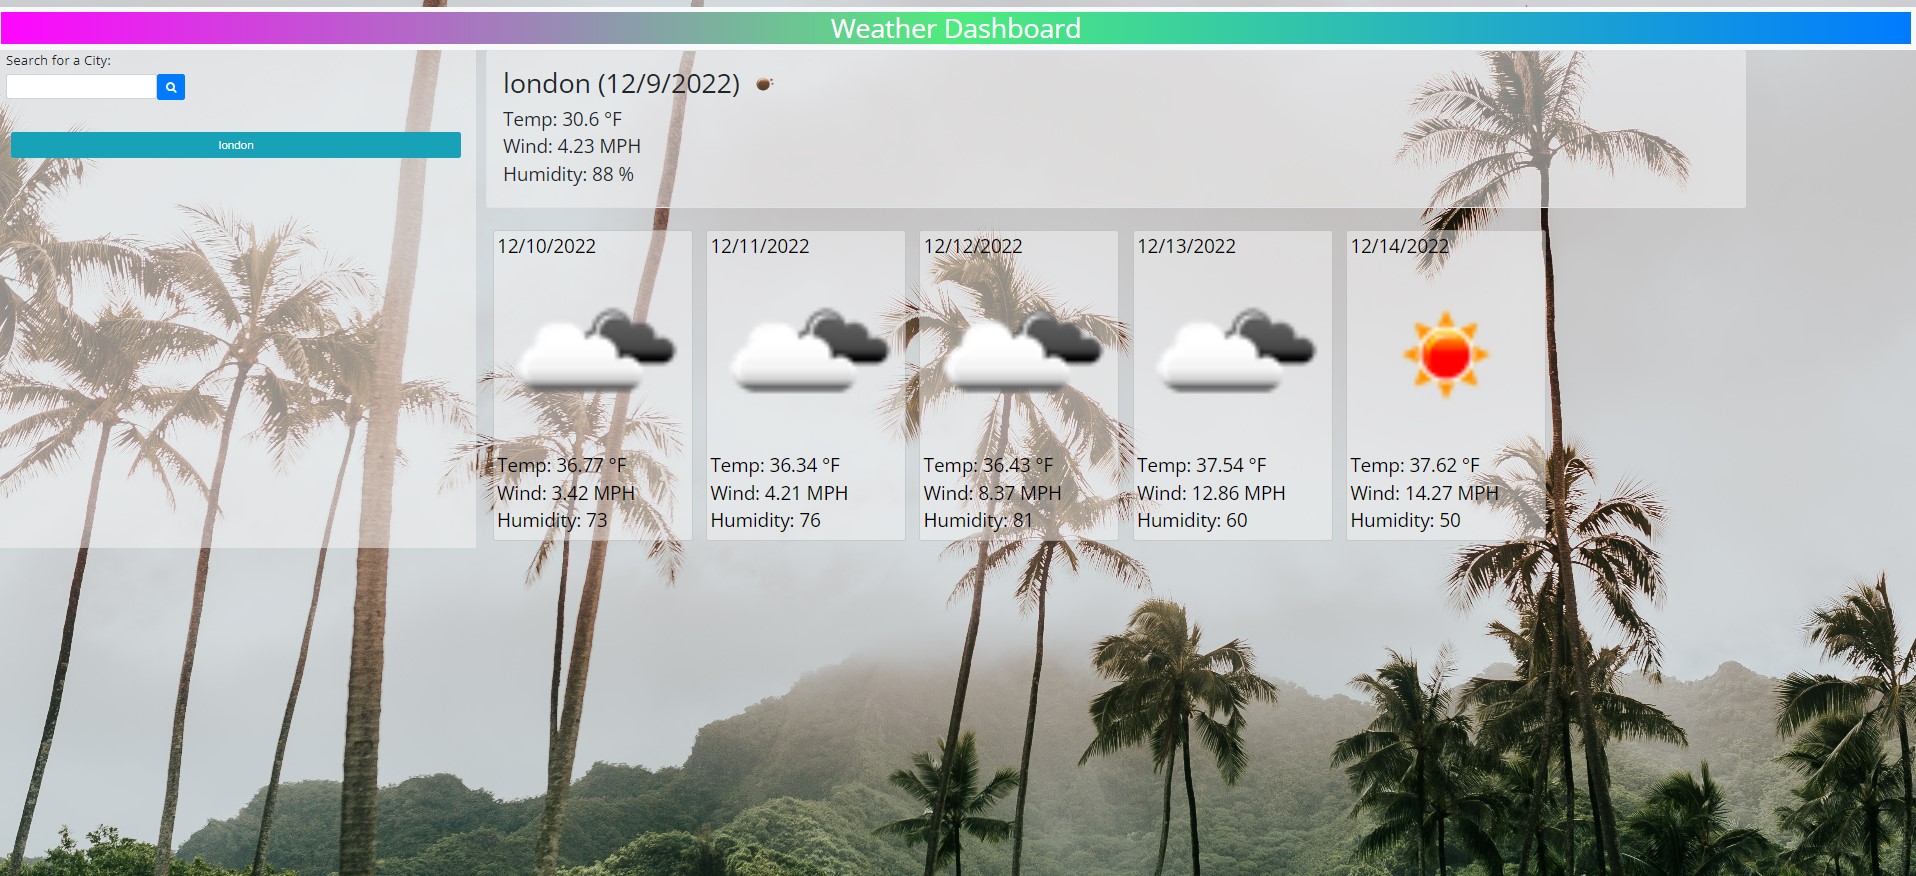 Weather Dashboard
Search for a City:
london
london (12/9/2022)
Temp: 30.6 °F
Wind: 4.23 MPH
Humidity: 88 %
12/10/2022
Temp: 36.77 °F
Wind: 3.42 MPH
Humidity: 73
12/11/2022
Temp: 36.34 °F
Wind: 4.21 MPH
Humidity: 76
12/12/2022
Temp: 36.43 °F
Wind: 8.37 MPH
Humidity: 81
12/13/2022
Temp: 37.54 °F
Wind: 12.86 MPH
Humidity: 60
12/14/2022
Temp: 37.62 °F
Wind: 14.27 MPH
Humidity: 50